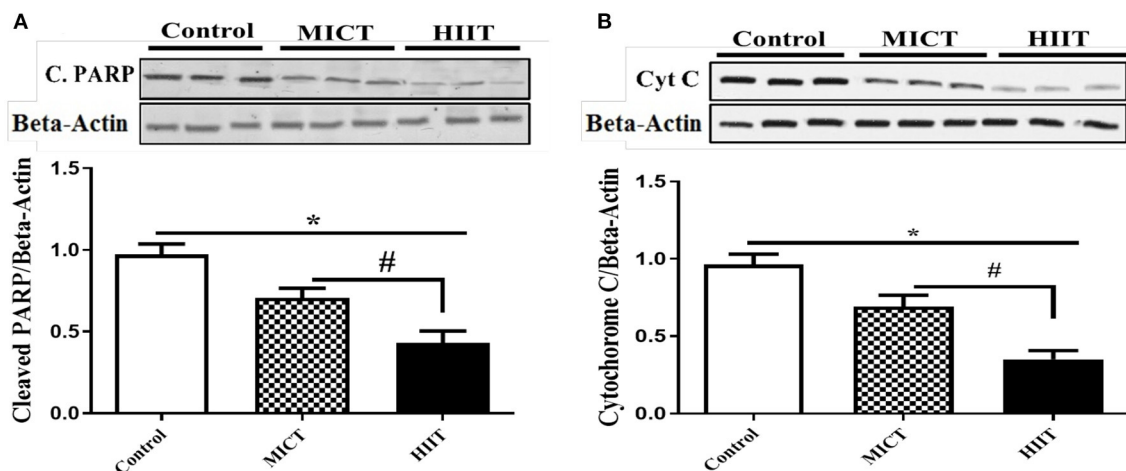 A
Control MICT HIIT
C. PARP
Beta-Actin
Cleaved PARP/Beta-Actin
1.5
1.0
0.5
0.0
*
#
Control
MICT
HIIT
B
Control MICT HIIT
Cyt C
Beta-Actin
Cytochorome C/Beta-Actin
1.5
1.0
0.5
0.0
*
#
Control
MICT
HIIT